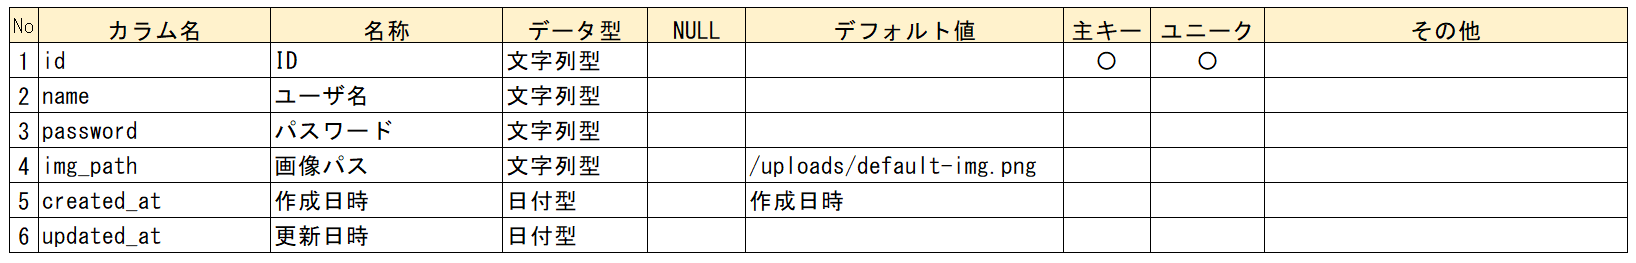 No カラム名 名称 データ型 NULL デフォルト値 主キー ユニーク その他
1 id ID 文字列型 〇 〇
2 name ユーザ名 文字列型
3 password パスワード 文字列型
4 img_path 画像パス 文字列型 /uploads/default-img.png
5 created_at 作成日時 日付型 作成日時
6 updated_at 更新日時 日付型